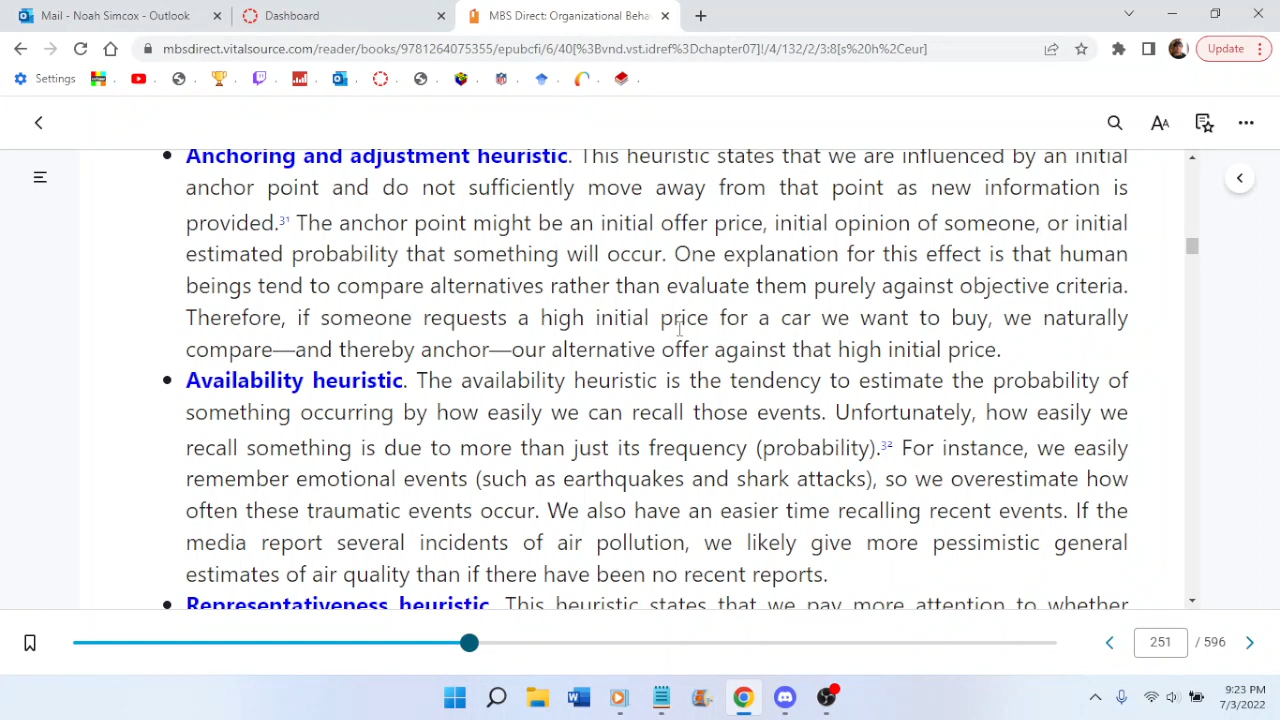 Mail - Noah Simcox - Outlook
Dashboard
MBS Direct: Organizational Beha
mbsdirect.vitalsource.com/reader/books/9781264075355/epubcfi/6/40[%3Bvnd.vst.idref%3Dchapter07]!/4/132/2/3:8[s%20h%2Ceur]
Update
Settings
Anchoring and adjustment heuristic. This heuristic states that we are influenced by an initial
anchor point and do not sufficiently move away from that point as new information is
provided.31 The anchor point might be an initial offer price, initial opinion of someone, or initial
estimated probability that something will occur. One explanation for this effect is that human
beings tend to compare alternatives rather than evaluate them purely against objective criteria.
Therefore, if someone requests a high initial price for a car we want to buy, we naturally
compare—and thereby anchor—our alternative offer against that high initial price.
Availability heuristic. The availability heuristic is the tendency to estimate the probability of
something occurring by how easily we can recall those events. Unfortunately, how easily we
recall something is due to more than just its frequency (probability).32 For instance, we easily
remember emotional events (such as earthquakes and shark attacks), so we overestimate how
often these traumatic events occur. We also have an easier time recalling recent events. If the
media report several incidents of air pollution, we likely give more pessimistic general
estimates of air quality than if there have been no recent reports.
Representativeness heuristic. This heuristic states that we pay more attention to whether
251 / 596
9:23 PM
7/3/2022